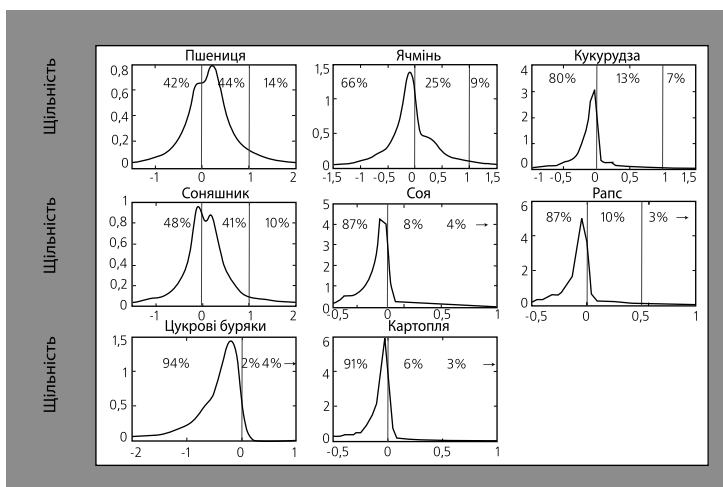 Пшениця
Ячмінь
Кукурудза
Щільність
0,8
0,6
0,4
0,2
0
42% 44% 14%
-1 0 1 2
1,5
1
0,5
0
66% 25% 9%
-1,5 -1 -0,5 0 0,5 1 1,5
4
3
2
1
0
80% 13% 7%
-1 -0,5 0 0,5 1 1,5
Соняшник
Соя
Рапс
Щільність
1
0,8
0,6
0,4
0,2
0
48% 41% 10%
-1 0 1 2
5
4
3
2
1
0
87% 8% 4% →
-0,5 0 0,5 1
6
4
2
0
87% 10% 3% →
-0,5 0 0,5 1
Цукрові буряки
Картопля
Щільність
1,5
1
0,5
0
94% 2% 4% →
-2 -1 0 1
6
4
2
0
91% 6% 3% →
-0,5 0 0,5 1